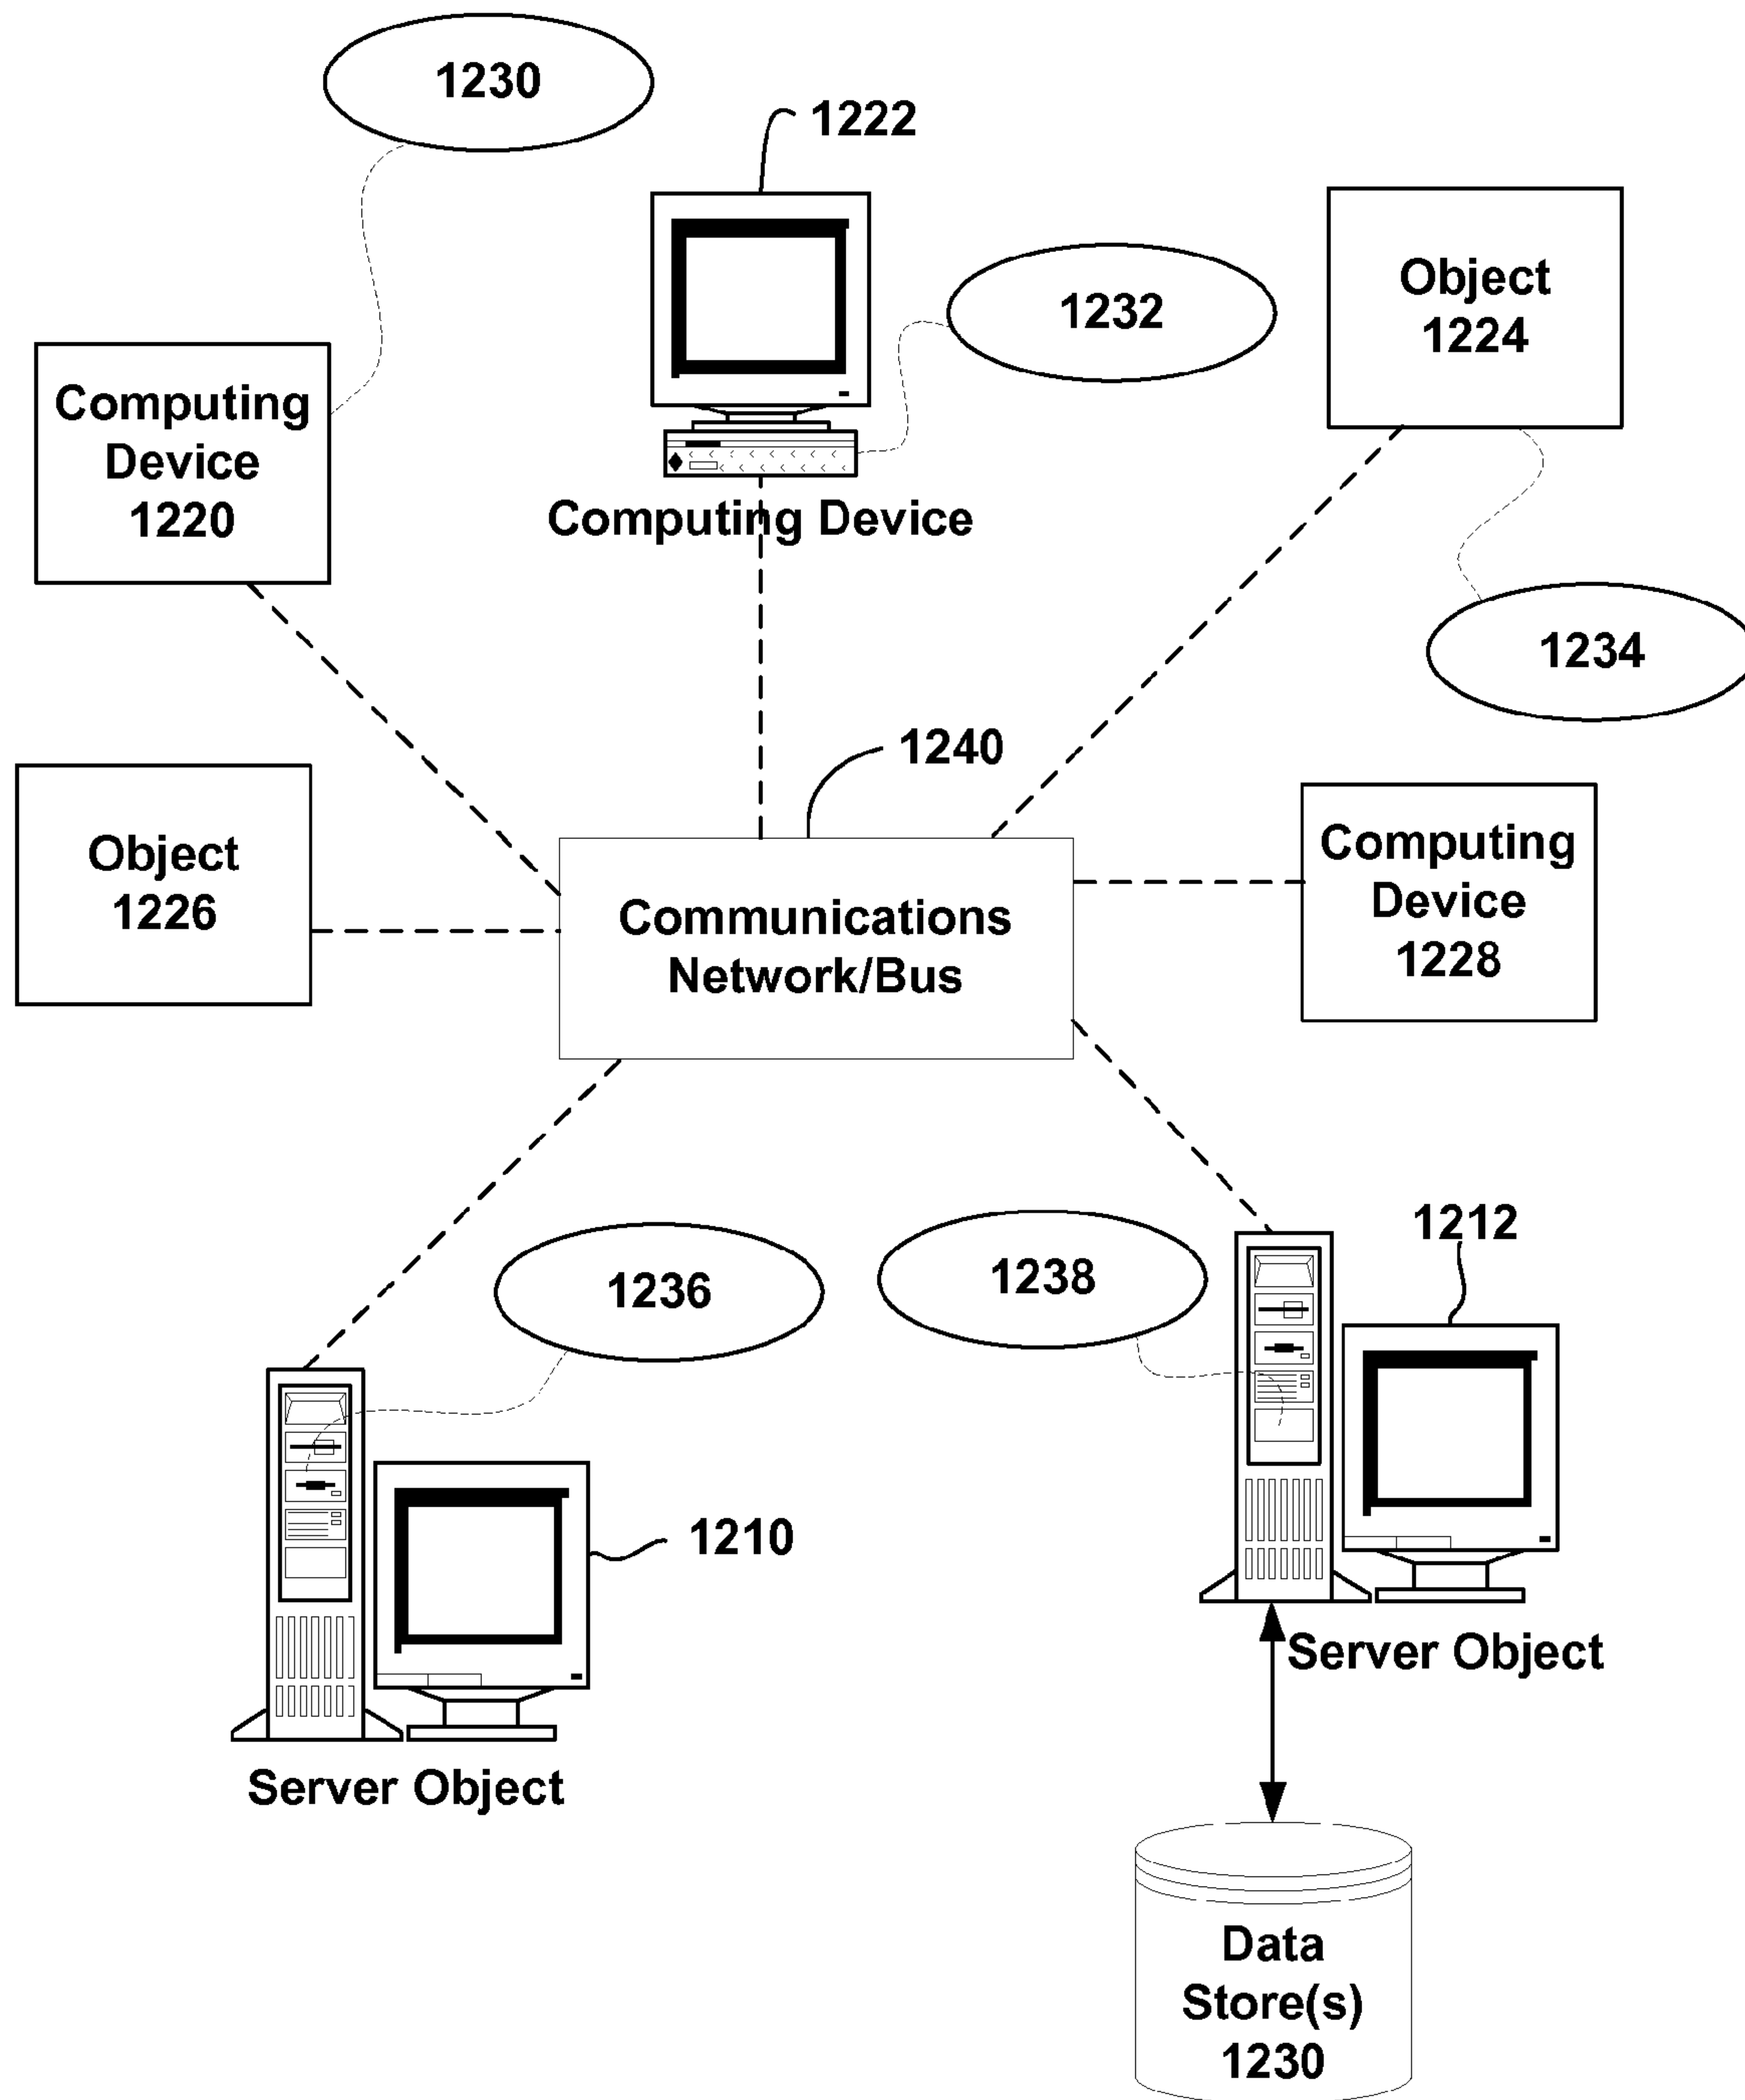 1230
1222
1232
Object
1224
Computing
Device
1220
Computing Device
1234
1240
Object
1226
Communications
Network/Bus
Computing
Device
1228
1236
1238
1212
1210
Server Object
Server Object
Data
Store(s)
1230